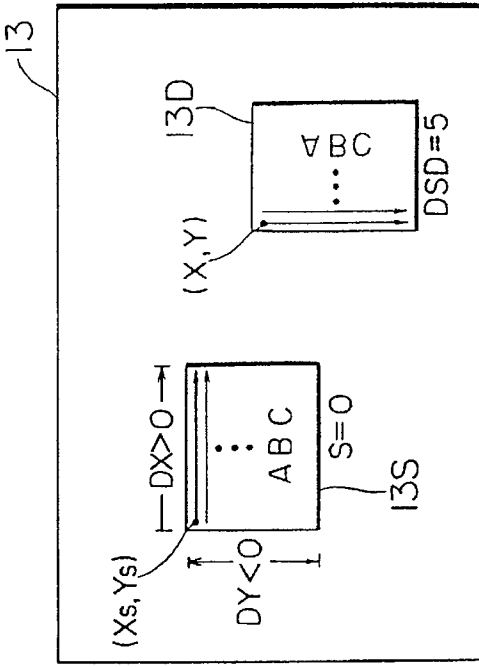 13
(Xs,Ys)
DX>0
DY<0
ABC
S=0
13S
(X,Y)
13D
∀BC
DSD=5